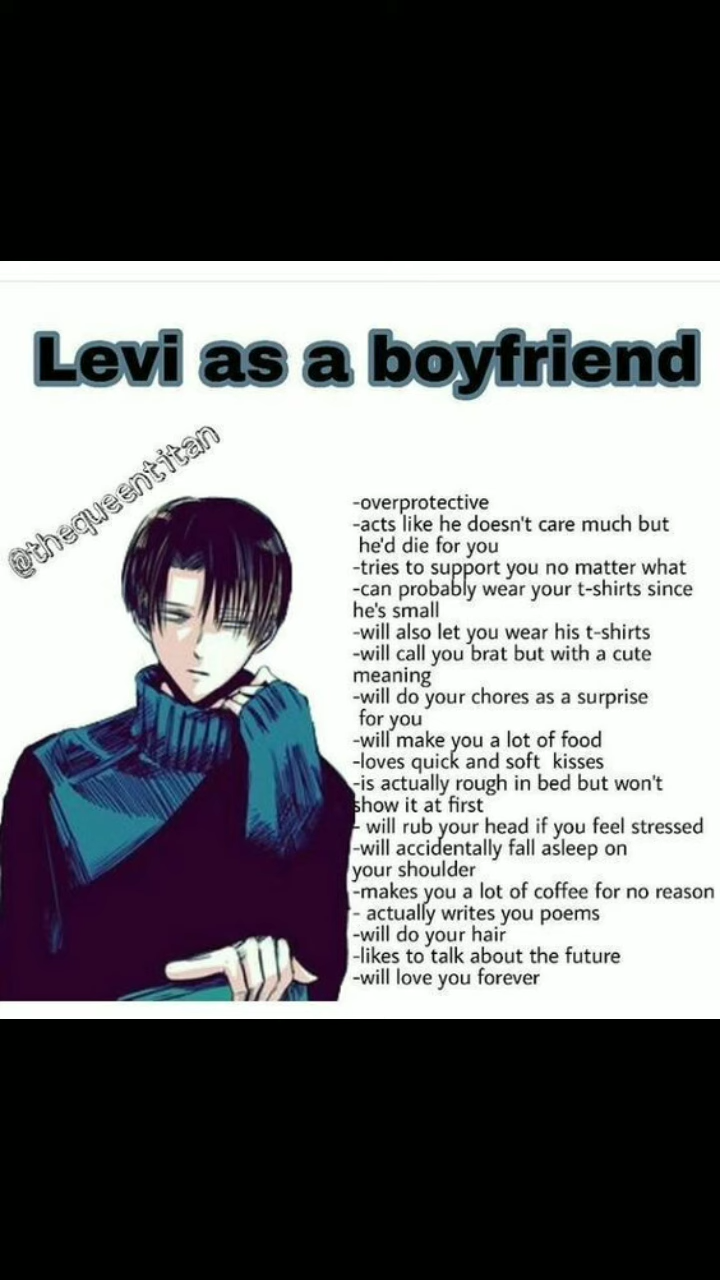 Levi as a boyfriend
@thequeentitan
-overprotective
-acts like he doesn't care much but
he'd die for you
-tries to support you no matter what
-can probably wear your t-shirts since
he's small
-will also let you wear his t-shirts
-will call you brat but with a cute
meaning
-will do your chores as a surprise
for you
-will make you a lot of food
-loves quick and soft kisses
-is actually rough in bed but won't
show it at first
- will rub your head if you feel stressed
-will accidentally fall asleep on
your shoulder
-makes you a lot of coffee for no reason
- actually writes you poems
-will do your hair
-likes to talk about the future
-will love you forever